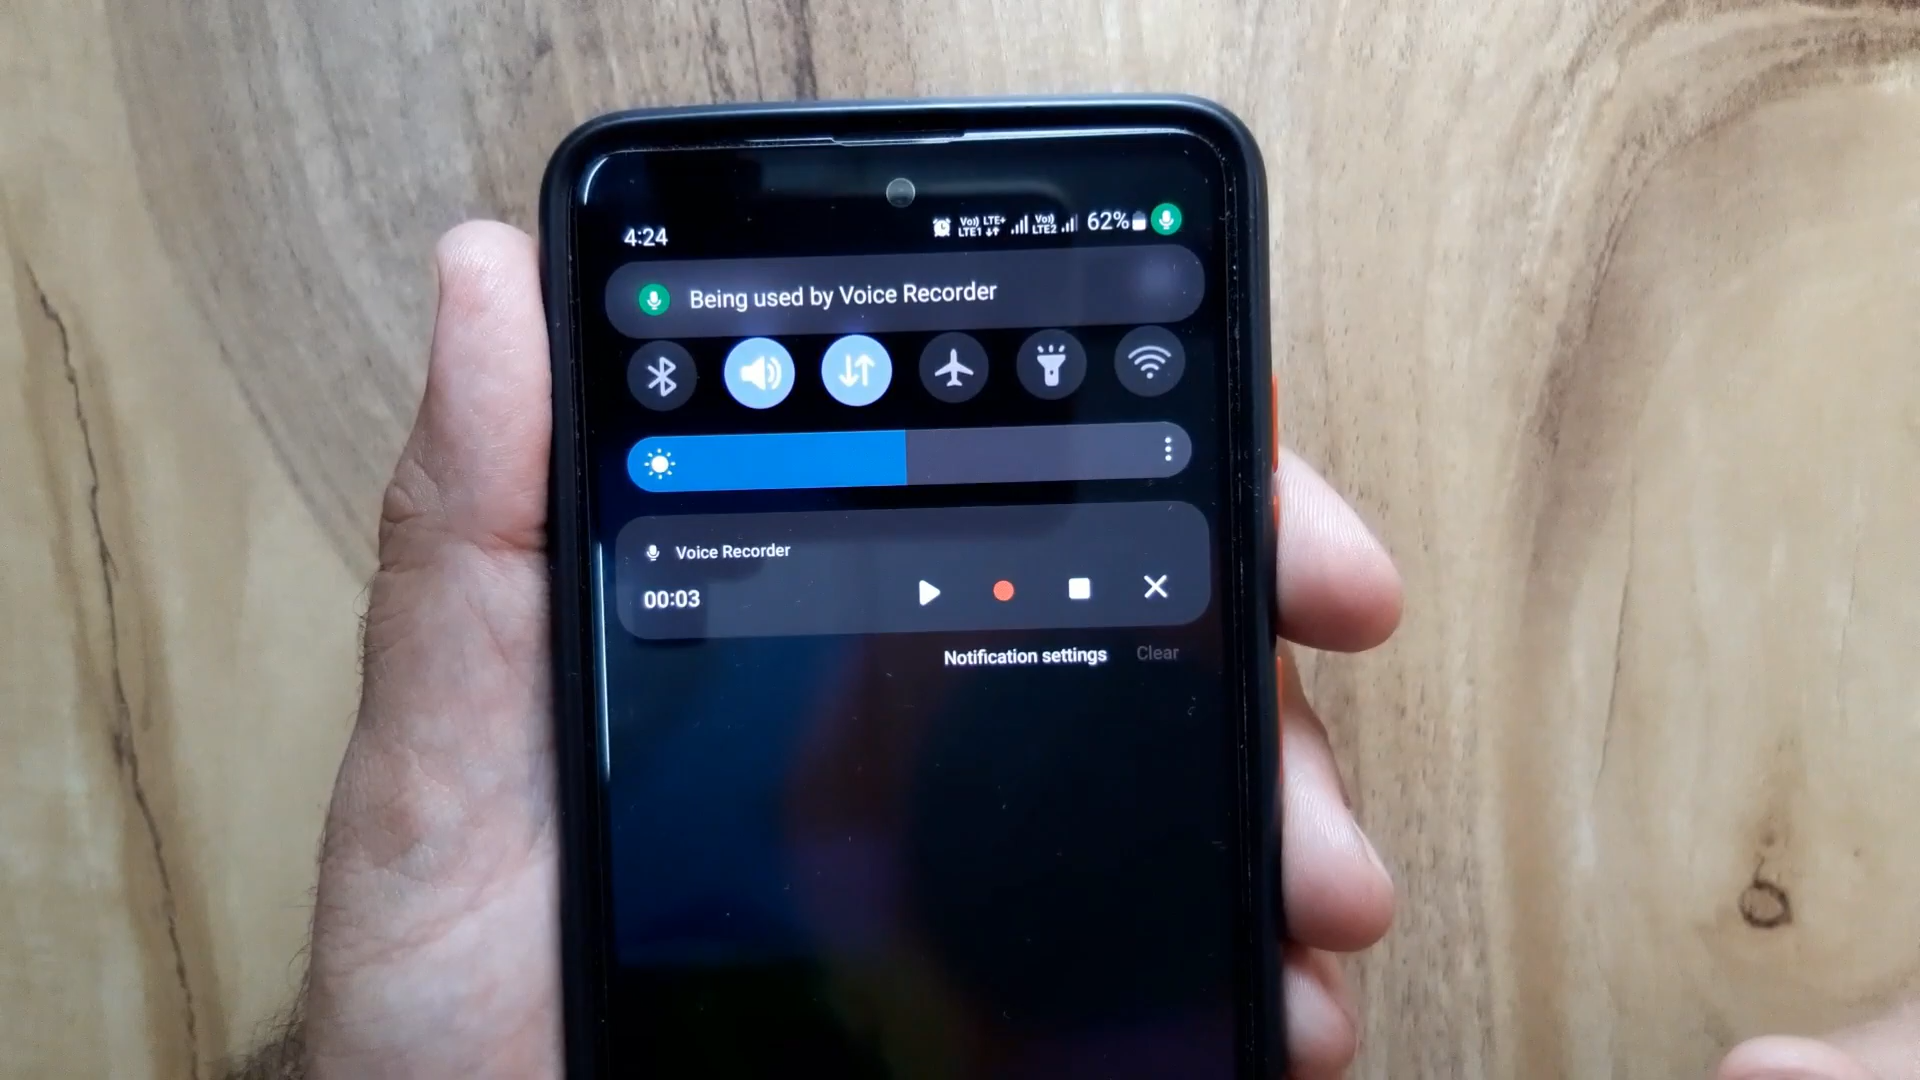 4:24
Vo)) LTE+
LTE1
Vo))
LTE2
62%
Being used by Voice Recorder
Voice Recorder
00:03
Notification settings
Clear